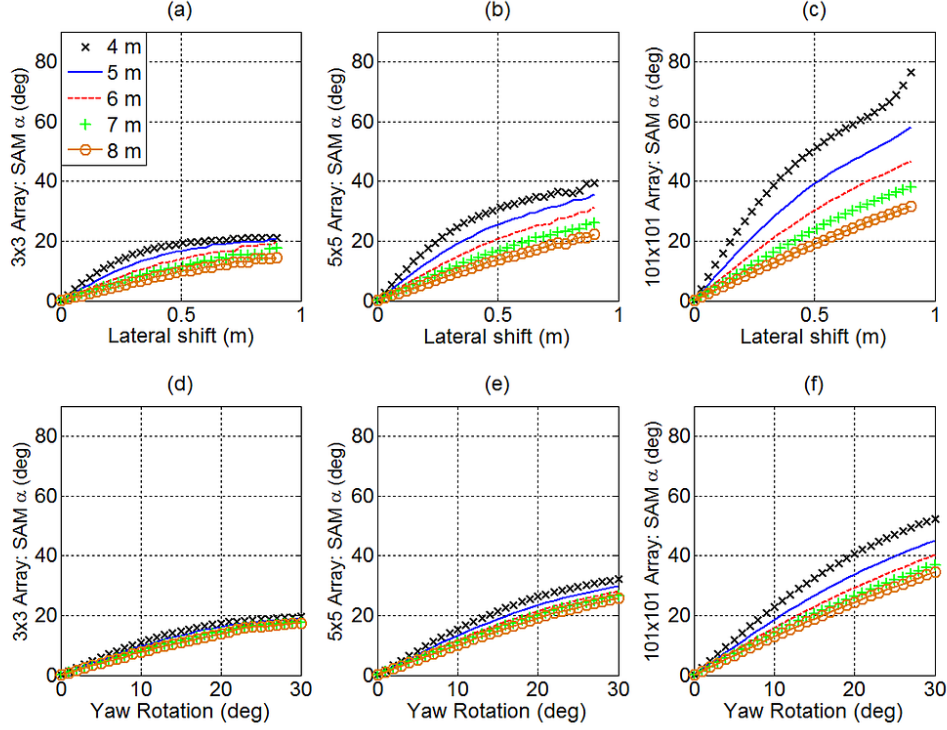 (a)
(b)
(c)
3x3 Array: SAM α (deg)
80
60
40
20
0
4 m
5 m
6 m
7 m
8 m
0
0.5
1
Lateral shift (m)
5x5 Array: SAM α (deg)
80
60
40
20
0
0
0.5
1
Lateral shift (m)
101x101 Array: SAM α (deg)
80
60
40
20
0
0
0.5
1
Lateral shift (m)
(d)
(e)
(f)
3x3 Array: SAM α (deg)
80
60
40
20
0
0
10
20
30
Yaw Rotation (deg)
5x5 Array: SAM α (deg)
80
60
40
20
0
0
10
20
30
Yaw Rotation (deg)
101x101 Array: SAM α (deg)
80
60
40
20
0
0
10
20
30
Yaw Rotation (deg)